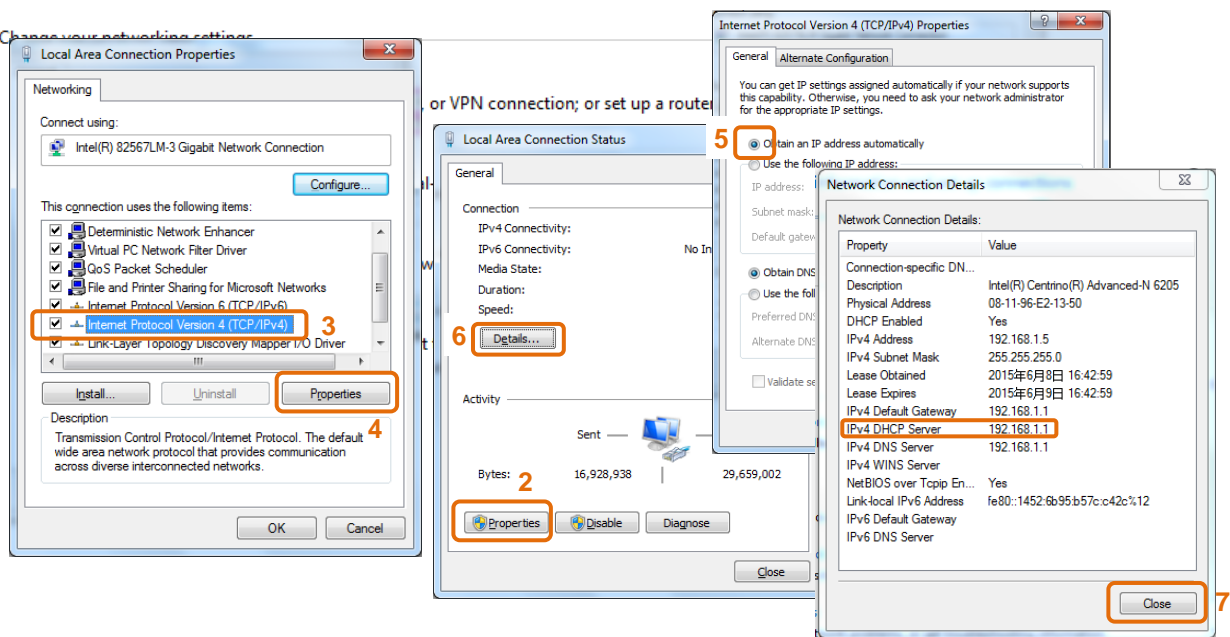 Change your networking settings
Local Area Connection Properties
Networking
Connect using:
Intel(R) 82567LM-3 Gigabit Network Connection
Configure...
This connection uses the following items:
Deterministic Network Enhancer
Virtual PC Network Filter Driver
QoS Packet Scheduler
File and Printer Sharing for Microsoft Networks
Internet Protocol Version 6 (TCP/IPv6)
Internet Protocol Version 4 (TCP/IPv4)
3
Link-Layer Topology Discovery Mapper I/O Driver
Install...
Uninstall
Properties
4
Description
Transmission Control Protocol/Internet Protocol. The default
wide area network protocol that provides communication
across diverse interconnected networks.
OK
Cancel
, or VPN connection; or set up a router
Local Area Connection Status
General
Connection
IPv4 Connectivity:
IPv6 Connectivity:
No In
Media State:
Duration:
Speed:
6
Details...
Activity
Sent
Bytes:
16,928,938
29,659,002
2
Properties
Disable
Diagnose
Close
Internet Protocol Version 4 (TCP/IPv4) Properties
General
Alternate Configuration
You can get IP settings assigned automatically if your network supports
this capability. Otherwise, you need to ask your network administrator
for the appropriate IP settings.
5
Obtain an IP address automatically
Use the following IP address:
IP address:
Subnet mask:
Default gatew
Obtain DNS
Use the foll
Preferred DNS
Alternate DNS
Validate se
Network Connection Details
Network Connection Details:
Property Value
Connection-specific DN...
Description Intel(R) Centrino(R) Advanced-N 6205
Physical Address 08-11-96-E2-13-50
DHCP Enabled Yes
IPv4 Address 192.168.1.5
IPv4 Subnet Mask 255.255.255.0
Lease Obtained 2015年6月8日 16:42:59
Lease Expires 2015年6月9日 16:42:59
IPv4 Default Gateway 192.168.1.1
IPv4 DHCP Server 192.168.1.1
IPv4 DNS Server 192.168.1.1
IPv4 WINS Server
NetBIOS over Tcpip En... Yes
Link-local IPv6 Address fe80::1452:6b95:b57c:c42c%12
IPv6 Default Gateway
IPv6 DNS Server
Close
7